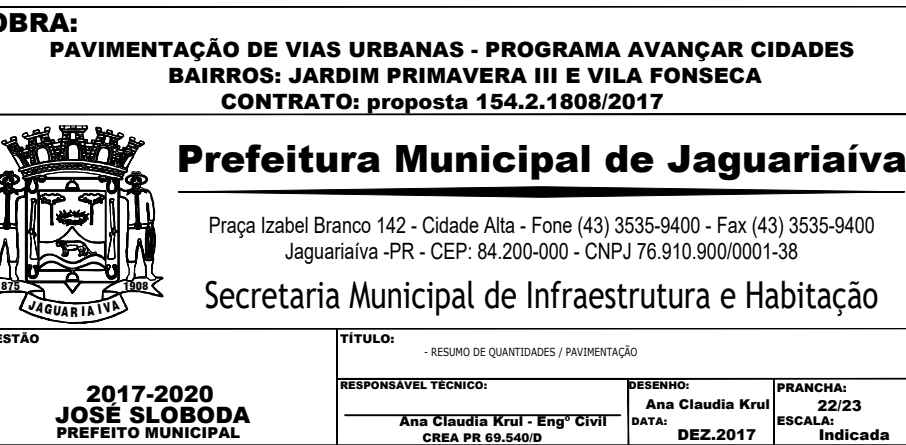 OBRA:
PAVIMENTAÇÃO DE VIAS URBANAS - PROGRAMA AVANÇAR CIDADES
BAIRROS: JARDIM PRIMAVERA III E VILA FONSECA
CONTRATO: proposta 154.2.1808/2017
Prefeitura Municipal de Jaguariaíva
Praça Izabel Branco 142 - Cidade Alta - Fone (43) 3535-9400 - Fax (43) 3535-9400
Jaguariaíva -PR - CEP: 84.200-000 - CNPJ 76.910.900/0001-38
Secretaria Municipal de Infraestrutura e Habitação
875 1908
JAGUARIAIVA
ESTÃO
2017-2020
JOSÉ SLOBODA
PREFEITO MUNICIPAL
TÍTULO:
- RESUMO DE QUANTIDADES / PAVIMENTAÇÃO
RESPONSÁVEL TÉCNICO:
Ana Claudia Krul - Engº Civil
CREA PR 69.540/D
DESENHO:
Ana Claudia Krul
DATA:
DEZ.2017
PRANCHA:
22/23
ESCALA:
Indicada